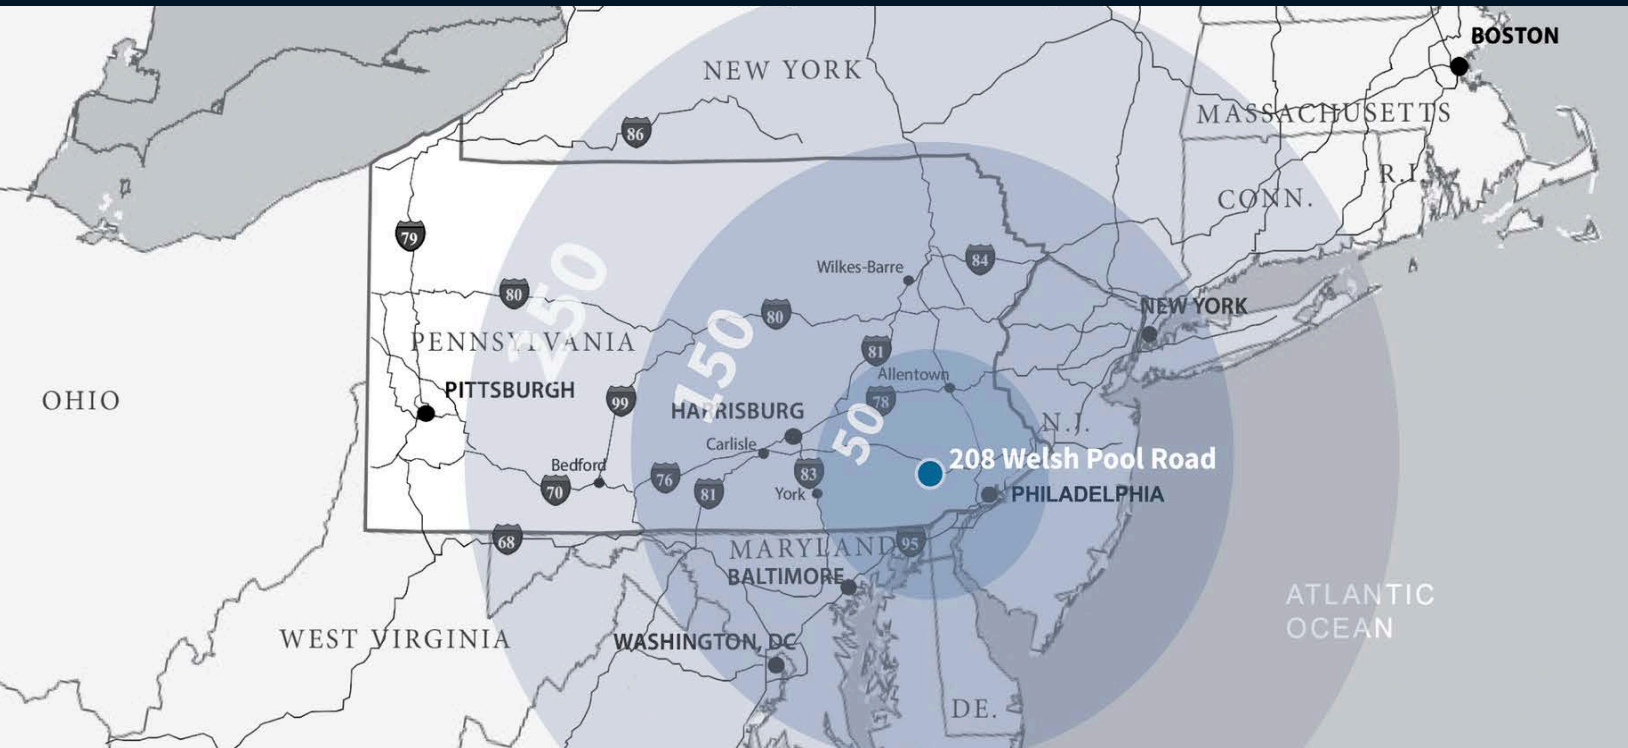 BOSTON
NEW YORK
86
MASSACHUSETTS
R.I.
CONN.
79
84
Wilkes-Barre
80
250
NEW YORK
80
150
PENNSYLVANIA
81
Allentown
PITTSBURGH
OHIO
99
78
HARRISBURG
50
N.J.
Carlisle
208 Welsh Pool Road
Bedford
76
83
70
81
York
PHILADELPHIA
68
MARYLAND
95
BALTIMORE
ATLANTIC
OCEAN
WEST VIRGINIA
WASHINGTON, DC
DE.